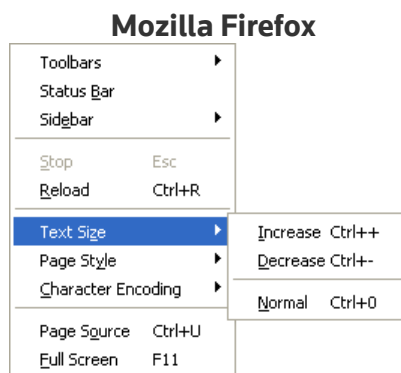 Mozilla Firefox
Toolbars
Status Bar
Sidebar
Stop Esc
Reload Ctrl+R
Text Size
Increase Ctrl++
Page Style
Decrease Ctrl+-
Character Encoding
Normal Ctrl+0
Page Source Ctrl+U
Full Screen F11